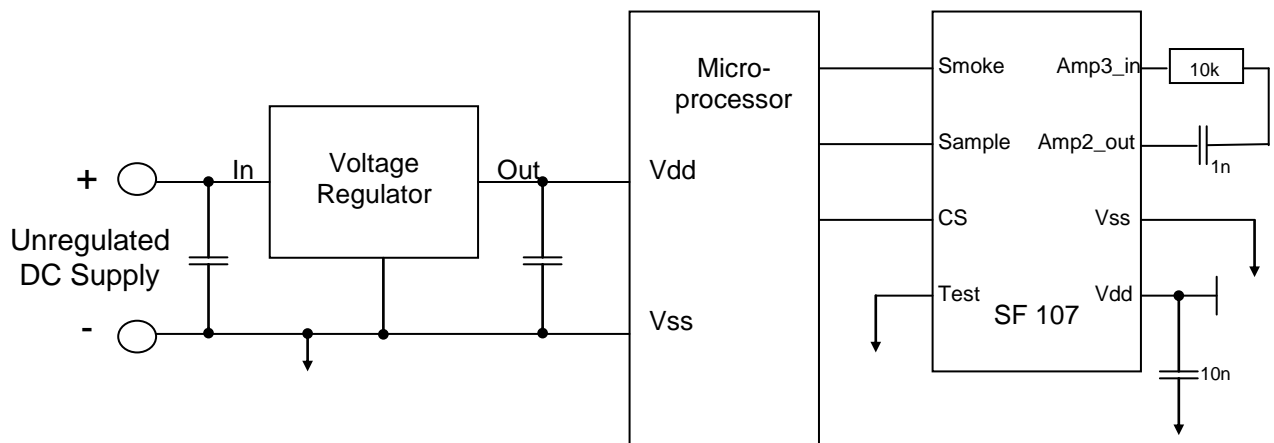 +
Unregulated
DC Supply
-
In
Voltage
Regulator
Out
Micro-
processor
Vdd
Vss
Smoke
Sample
CS
Test
Amp3_in
Amp2_out
Vss
Vdd
SF 107
10k
1n
10n